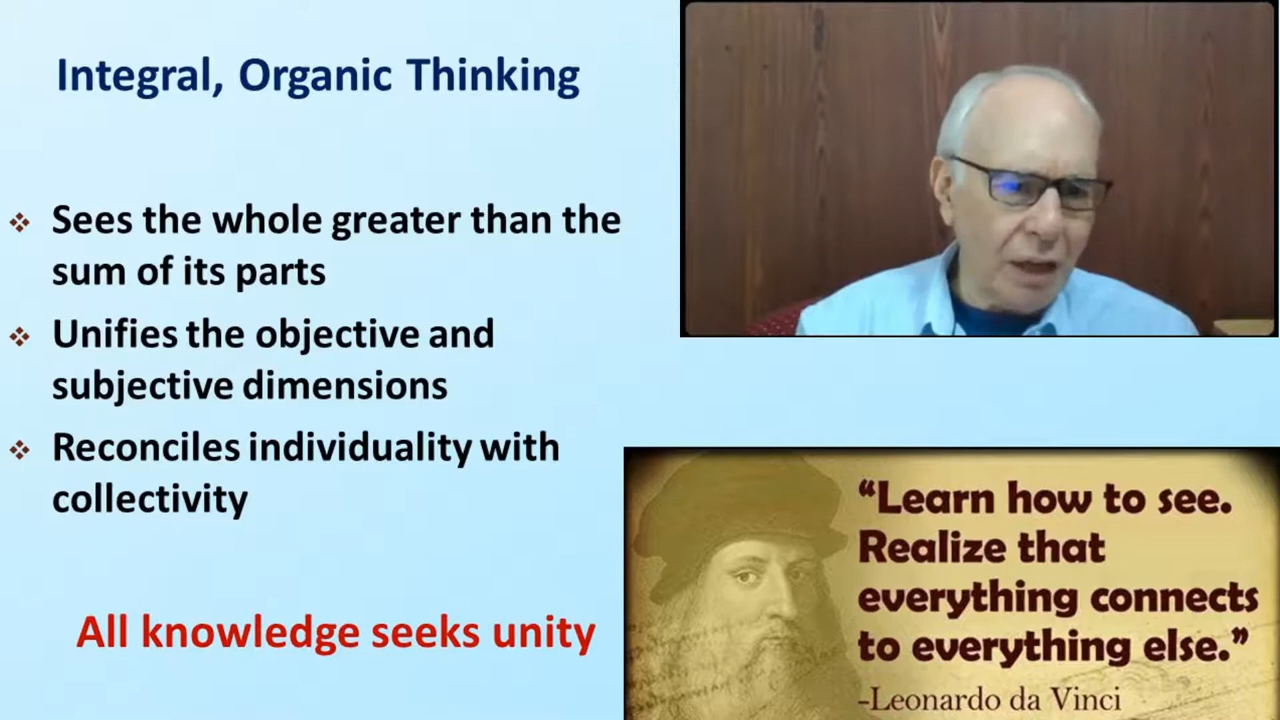 Integral, Organic Thinking
Sees the whole greater than the
sum of its parts
Unifies the objective and
subjective dimensions
Reconciles individuality with
collectivity
All knowledge seeks unity
“Learn how to see.
Realize that
everything connects
to everything else.”
-Leonardo da Vinci